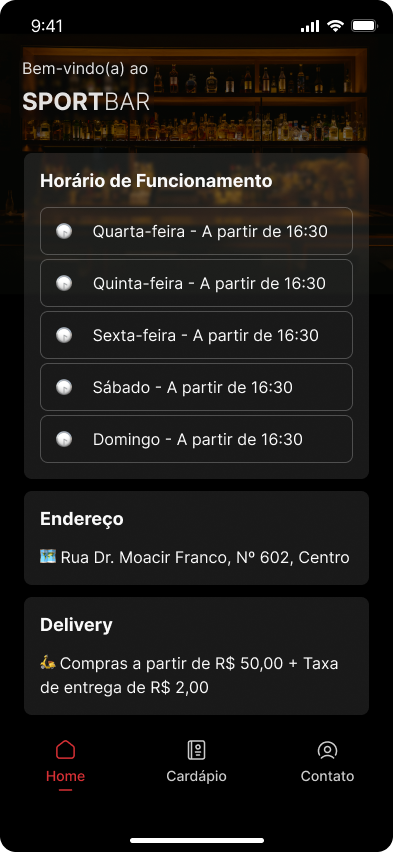 9:41
Bem-vindo(a) ao
SPORTBAR
Horário de Funcionamento
Quarta-feira - A partir de 16:30
Quinta-feira - A partir de 16:30
Sexta-feira - A partir de 16:30
Sábado - A partir de 16:30
Domingo - A partir de 16:30
Endereço
Rua Dr. Moacir Franco, Nº 602, Centro
Delivery
Compras a partir de R$ 50,00 + Taxa
de entrega de R$ 2,00
Home
Cardápio
Contato